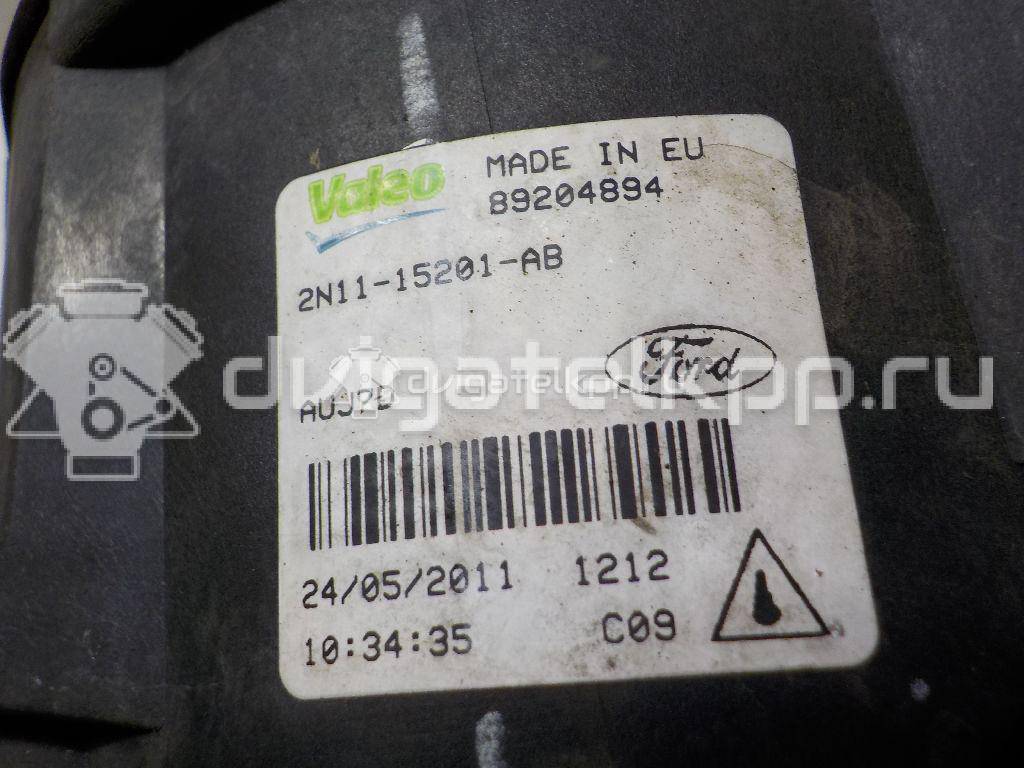 Valeo
MADE IN EU
89204894
2N11-15201-AB
Ford
dvigatelkpp.ru
24/05/2011 1212
10:34:35 C09